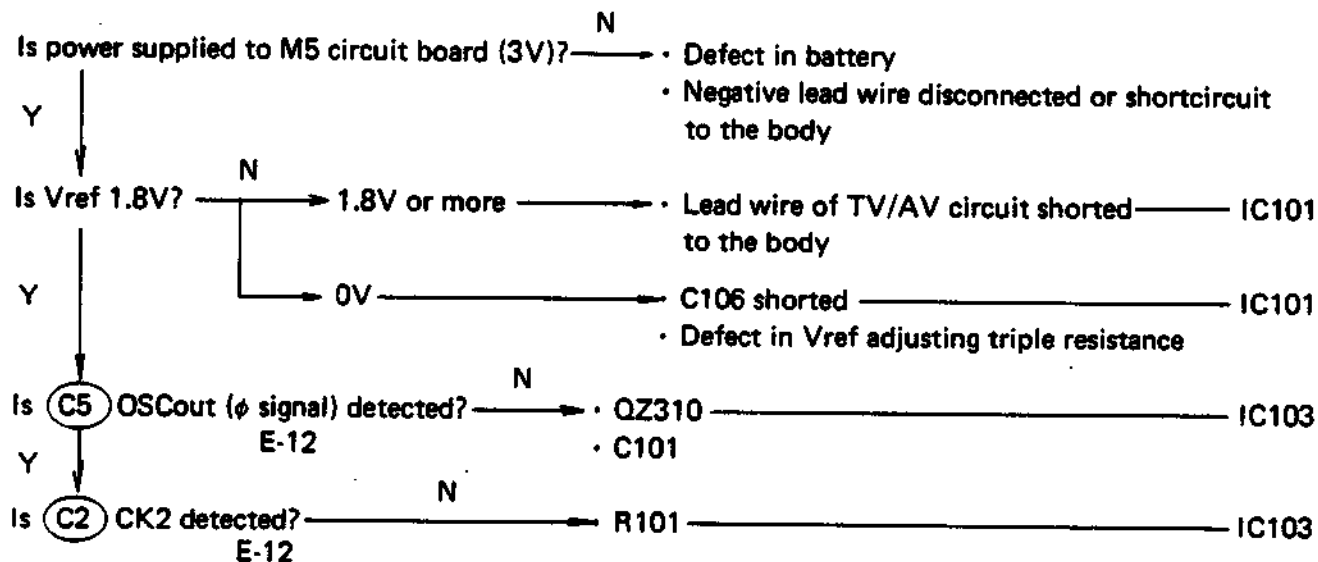 N
Is power supplied to M5 circuit board (3V)? · Defect in battery
· Negative lead wire disconnected or shortcircuit
Y
to the body
N
Is Vref 1.8V? 1.8V or more · Lead wire of TV/AV circuit shorted IC101
to the body
Y
0V · C106 shorted IC101
· Defect in Vref adjusting triple resistance
N
Is C5 OSCout (φ signal) detected? · QZ310 IC103
E-12 · C101
Y
N
Is C2 CK2 detected? R101 IC103
E-12